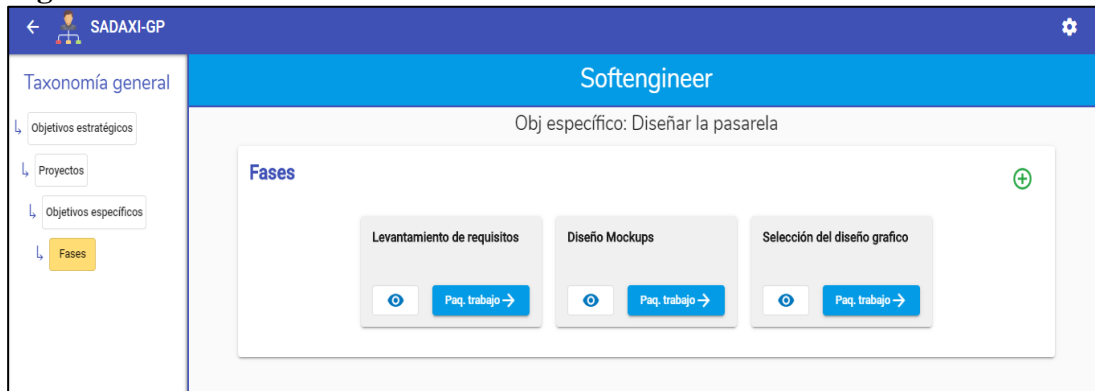 SADAXI-GP
Taxonomía general
Objetivos estratégicos
Proyectos
Objetivos específicos
Fases
Softengineer
Obj específico: Diseñar la pasarela
Fases
Levantamiento de requisitos
Paq. trabajo
Diseño Mockups
Paq. trabajo
Selección del diseño grafico
Paq. trabajo